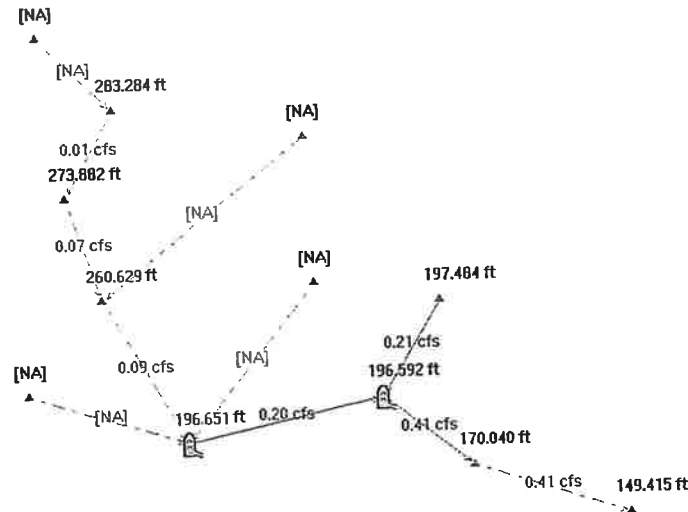 [NA]
[NA]
283.284 ft
[NA]
0.01 cfs
273.882 ft
[NA]
0.07 cfs
260.629 ft
[NA]
197.484 ft
0.21 cfs
[NA]
0.09 cfs
196.592 ft
[NA]
[NA]
196.651 ft
0.20 cfs
0.41 cfs
170.040 ft
0.41 cfs
149.415 ft